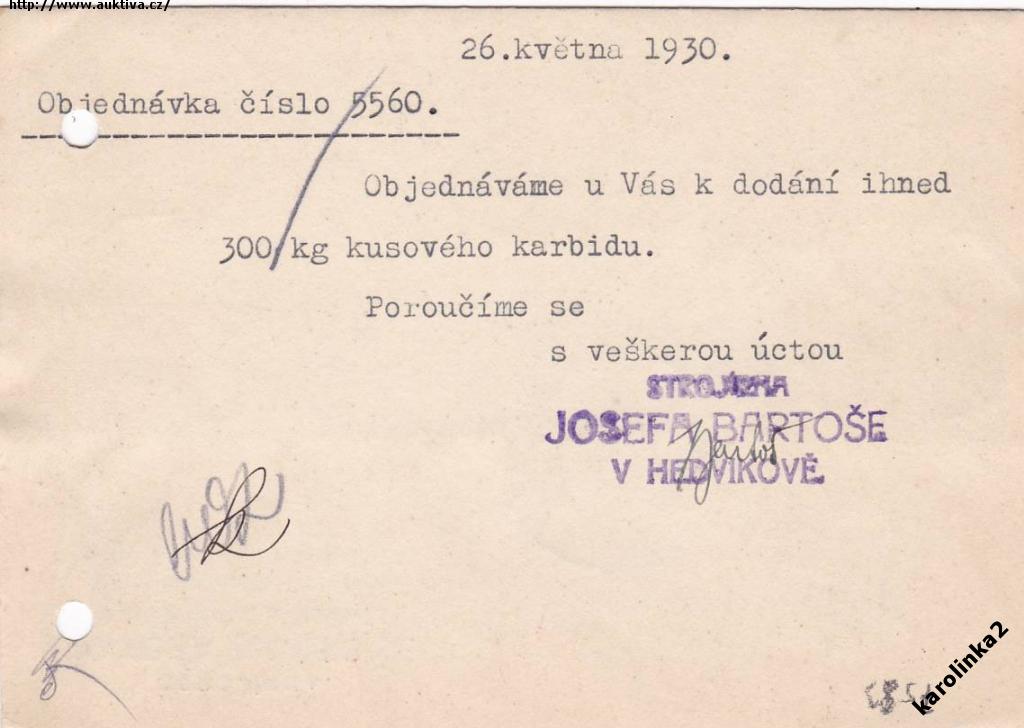 http://www.auktiva.cz/
26.května 1930.
Objednávka číslo 5560.
Objednáváme u Vás k dodání ihned
300 kg kusového karbidu.
Poroučíme se
s veškerou úctou
STROJÍRNA
JOSEFA BARTOŠE
Bartoš
V HEDVIKOVĚ.
karolinka2